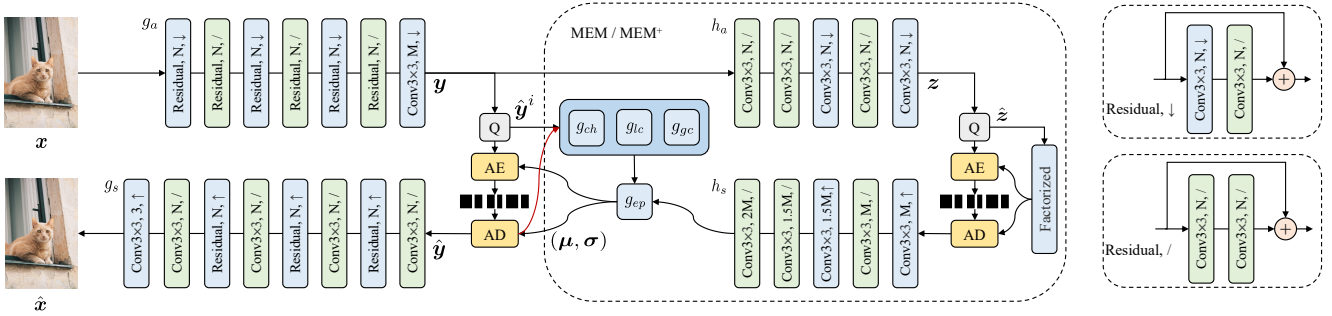 g_a
Residual, N, ↓
Residual, N, /
Residual, N, ↓
Residual, N, /
Residual, N, ↓
Residual, N, /
Conv3×3, M, ↓
x
y
Q
AE
AD
ŷ^i
MEM / MEM⁺
g_ch
g_lc
g_gc
g_ep
(μ, σ)
h_a
Conv3×3, N, /
Conv3×3, N, /
Conv3×3, N, ↓
Conv3×3, N, /
Conv3×3, N, ↓
z
Q
ẑ
AE
AD
Factorized
h_s
Conv3×3, 2M, /
Conv3×3, 1.5M, /
Conv3×3, 1.5M,↑
Conv3×3, M, /
Conv3×3, M, ↑
g_s
Conv3×3, 3, ↑
Conv3×3, N, /
Residual, N, ↑
Conv3×3, N, /
Residual, N, ↑
Conv3×3, N, /
Residual, N, ↑
Conv3×3, N, /
ŷ
x̂
Conv3×3, N, ↓
Conv3×3, N, /
+
Residual, ↓
Conv3×3, N, /
Conv3×3, N, /
+
Residual, /